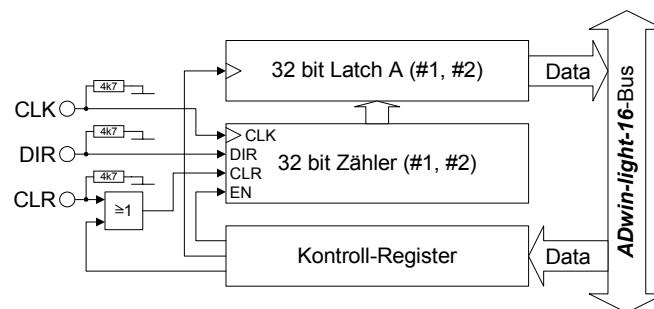 32 bit Latch A (#1, #2)
Data
4k7
CLK
4k7
DIR
4k7
CLR
≥1
CLK
DIR
CLR
EN
32 bit Zähler (#1, #2)
Kontroll-Register
Data
ADwin-light-16-Bus